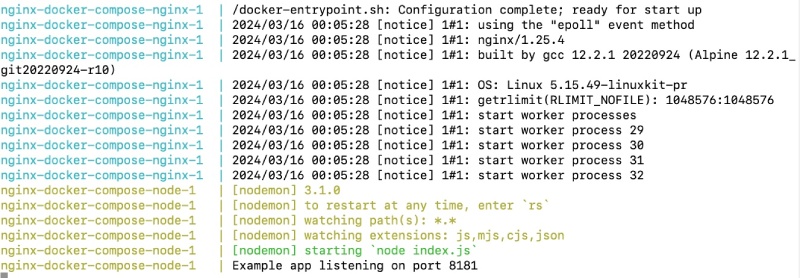 nginx-docker-compose-nginx-1  | /docker-entrypoint.sh: Configuration complete; ready for start up
nginx-docker-compose-nginx-1  | 2024/03/16 00:05:28 [notice] 1#1: using the "epoll" event method
nginx-docker-compose-nginx-1  | 2024/03/16 00:05:28 [notice] 1#1: nginx/1.25.4
nginx-docker-compose-nginx-1  | 2024/03/16 00:05:28 [notice] 1#1: built by gcc 12.2.1 20220924 (Alpine 12.2.1_
git20220924-r10)
nginx-docker-compose-nginx-1  | 2024/03/16 00:05:28 [notice] 1#1: OS: Linux 5.15.49-linuxkit-pr
nginx-docker-compose-nginx-1  | 2024/03/16 00:05:28 [notice] 1#1: getrlimit(RLIMIT_NOFILE): 1048576:1048576
nginx-docker-compose-nginx-1  | 2024/03/16 00:05:28 [notice] 1#1: start worker processes
nginx-docker-compose-nginx-1  | 2024/03/16 00:05:28 [notice] 1#1: start worker process 29
nginx-docker-compose-nginx-1  | 2024/03/16 00:05:28 [notice] 1#1: start worker process 30
nginx-docker-compose-nginx-1  | 2024/03/16 00:05:28 [notice] 1#1: start worker process 31
nginx-docker-compose-nginx-1  | 2024/03/16 00:05:28 [notice] 1#1: start worker process 32
nginx-docker-compose-node-1   | [nodemon] 3.1.0
nginx-docker-compose-node-1   | [nodemon] to restart at any time, enter `rs`
nginx-docker-compose-node-1   | [nodemon] watching path(s): *.*
nginx-docker-compose-node-1   | [nodemon] watching extensions: js,mjs,cjs,json
nginx-docker-compose-node-1   | [nodemon] starting `node index.js`
nginx-docker-compose-node-1   | Example app listening on port 8181